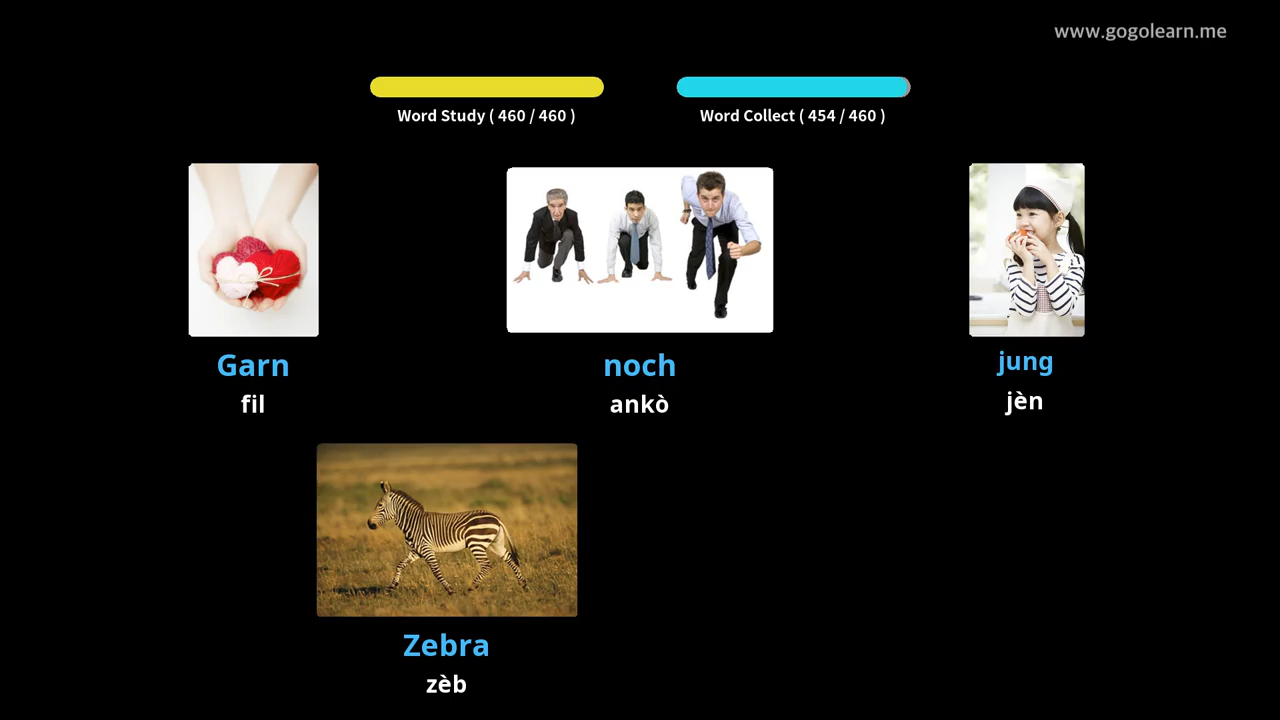 www.gogolearn.me
Word Study ( 460 / 460 )
Word Collect ( 454 / 460 )
Garn
fil
noch
ankò
jung
jèn
Zebra
zèb